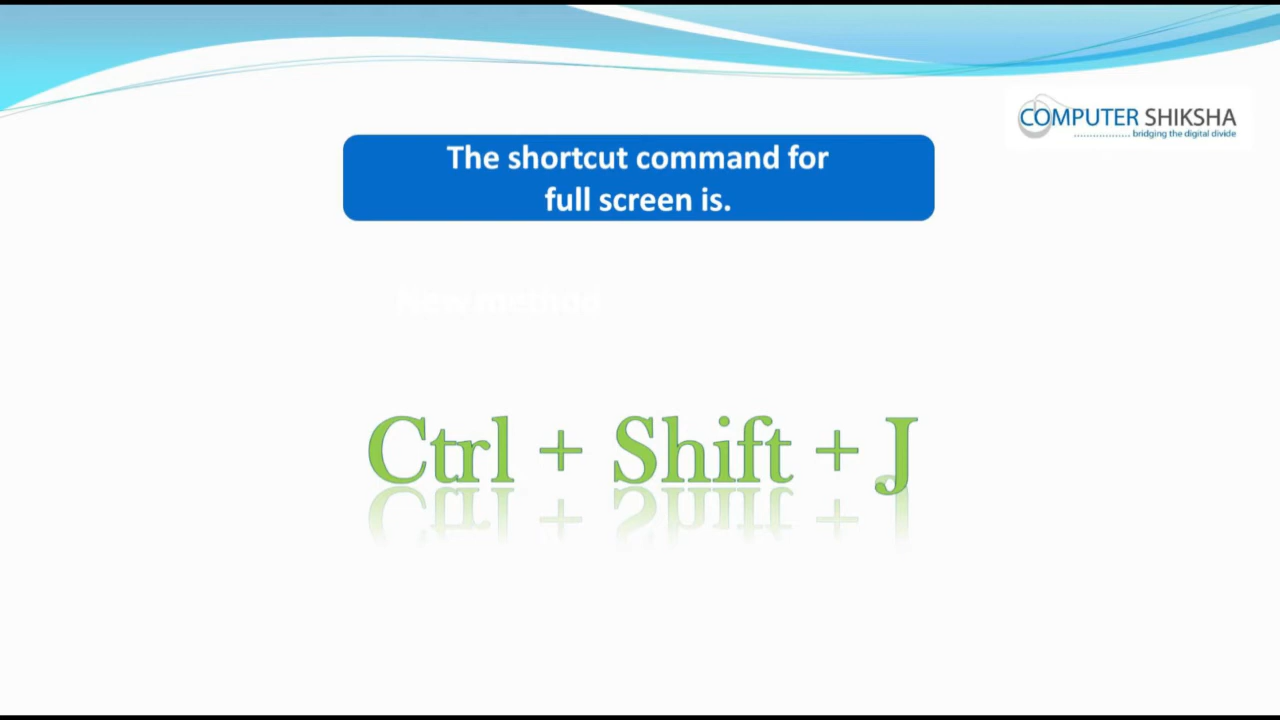 COMPUTER SHIKSHA
bridging the digital divide
The shortcut command for
full screen is.
Ctrl + Shift + J